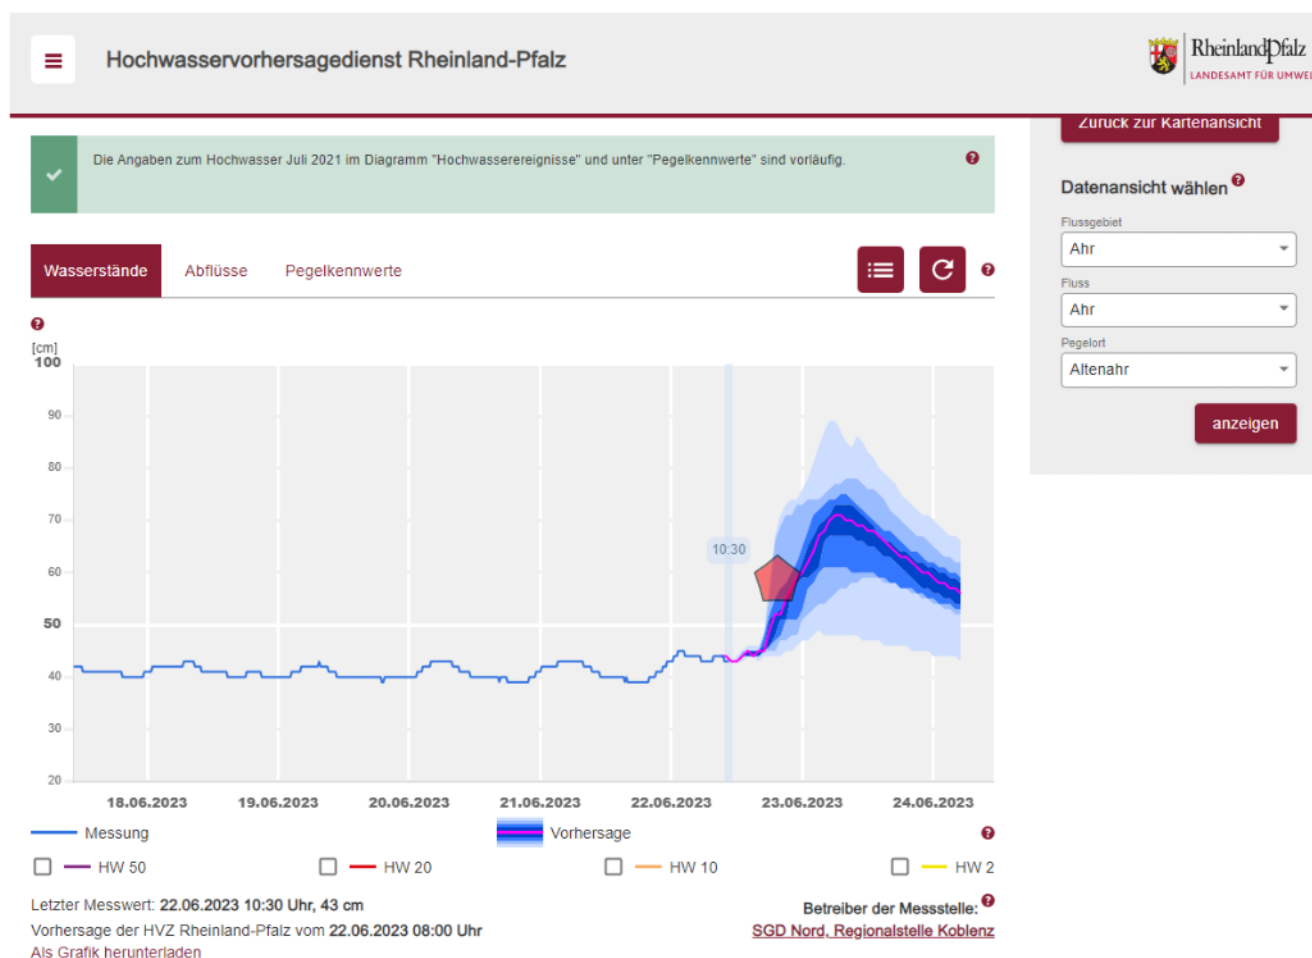 Hochwasservorhersagedienst Rheinland-Pfalz
RheinlandPfalz
LANDESAMT FÜR UMWEL
Zurück zur Kartenansicht
Die Angaben zum Hochwasser Juli 2021 im Diagramm "Hochwasserereignisse" und unter "Pegelkennwerte" sind vorläufig.
Datenansicht wählen
Flussgebiet
Ahr
Fluss
Ahr
Pegelort
Altenahr
anzeigen
Wasserstände Abflüsse Pegelkennwerte
[cm]
100
90
80
70
60
50
40
30
20
10:30
18.06.2023 19.06.2023 20.06.2023 21.06.2023 22.06.2023 23.06.2023 24.06.2023
Messung Vorhersage
HW 50 HW 20 HW 10 HW 2
Letzter Messwert: 22.06.2023 10:30 Uhr, 43 cm
Vorhersage der HVZ Rheinland-Pfalz vom 22.06.2023 08:00 Uhr
Als Grafik herunterladen
Betreiber der Messstelle:
SGD Nord, Regionalstelle Koblenz